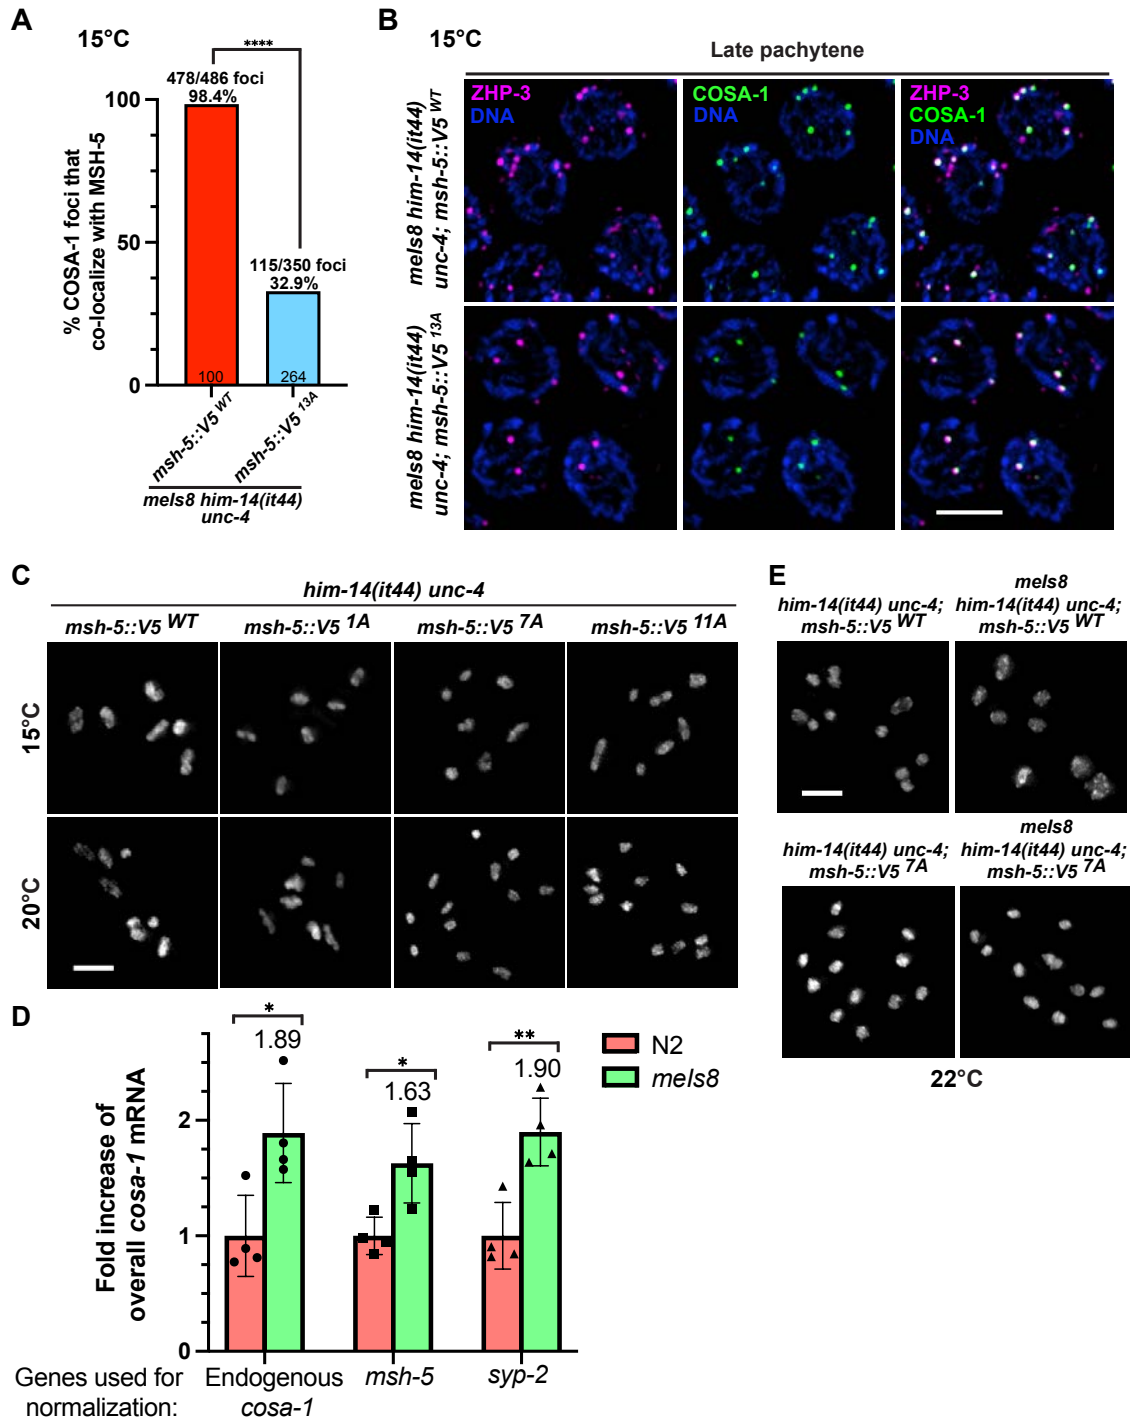 A
15°C
****
478/486 foci
98.4%
115/350 foci
32.9%
100
50
0
% COSA-1 foci that
co-localize with MSH-5
100
264
msh-5::V5 WT
msh-5::V5 13A
meIs8 him-14(it44)
unc-4
B
15°C
Late pachytene
meIs8 him-14(it44)
unc-4; msh-5::V5 WT
meIs8 him-14(it44)
unc-4; msh-5::V5 13A
ZHP-3
DNA
COSA-1
DNA
ZHP-3
COSA-1
DNA
C
him-14(it44) unc-4
msh-5::V5 WT
msh-5::V5 1A
msh-5::V5 7A
msh-5::V5 11A
15°C
20°C
E
him-14(it44) unc-4;
msh-5::V5 WT
meIs8
him-14(it44) unc-4;
msh-5::V5 WT
him-14(it44) unc-4;
msh-5::V5 7A
meIs8
him-14(it44) unc-4;
msh-5::V5 7A
22°C
D
*
1.89
*
1.63
**
1.90
N2
meIs8
2
1
0
Fold increase of
overall cosa-1 mRNA
Genes used for
normalization:
Endogenous
cosa-1
msh-5
syp-2